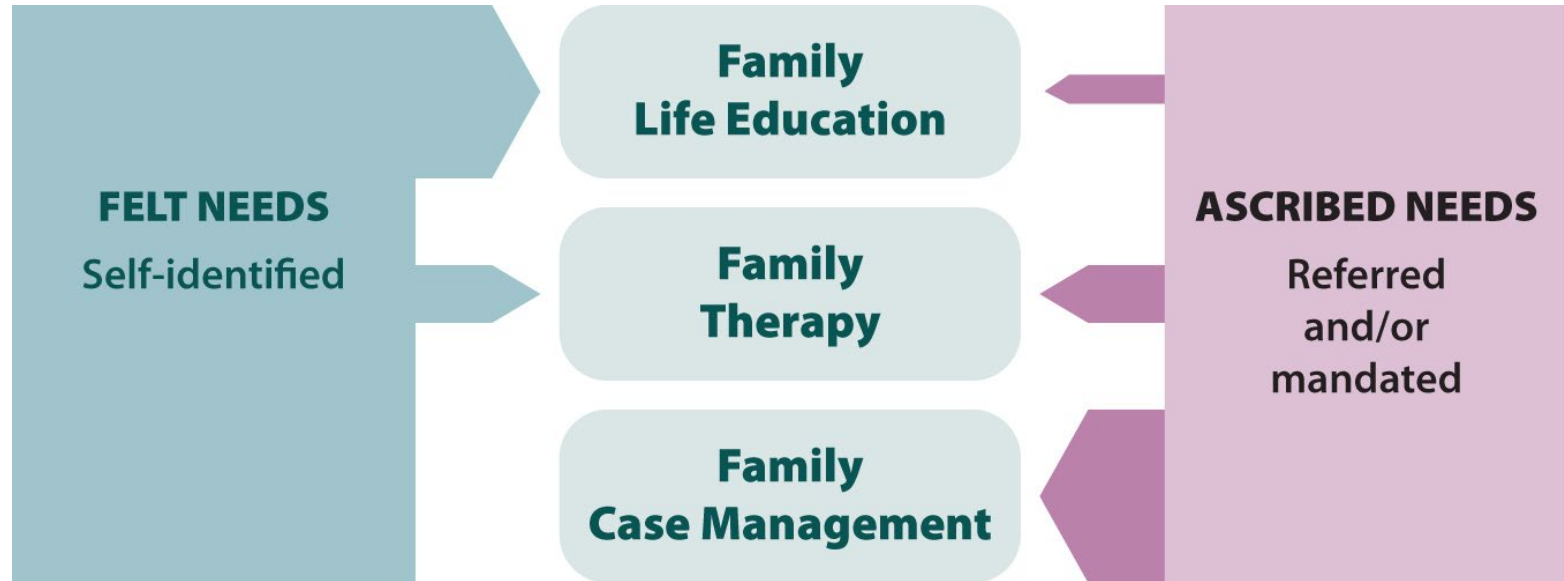 FELT NEEDS
Self-identified
Family
Life Education
Family
Therapy
Family
Case Management
ASCRIBED NEEDS
Referred
and/or
mandated